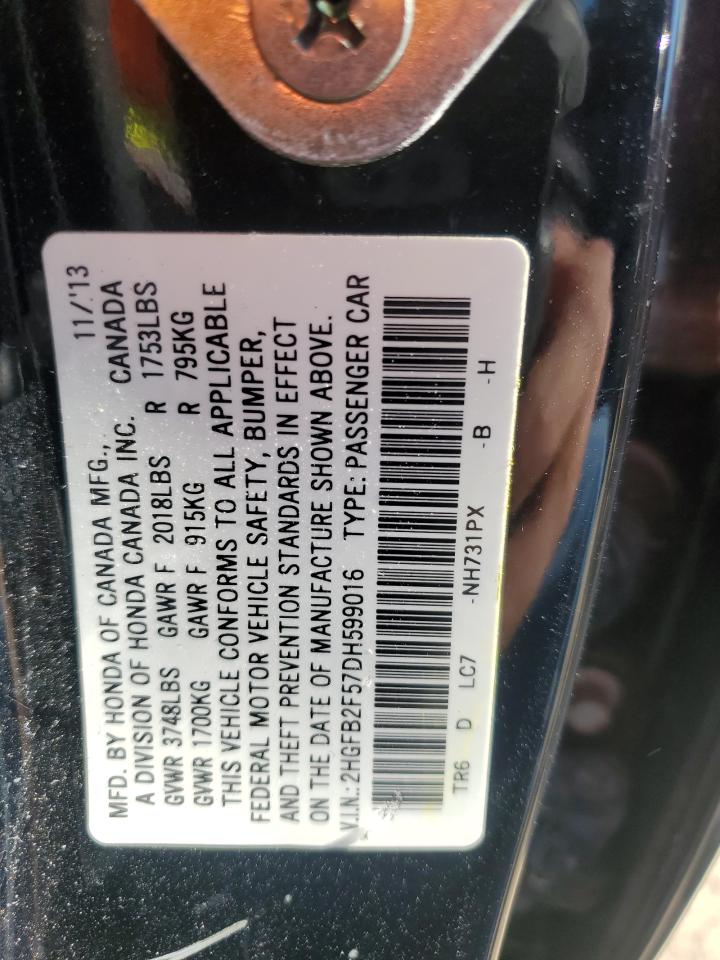 MFD. BY HONDA OF CANADA MFG., 11/'13
A DIVISION OF HONDA CANADA INC. CANADA
GVWR 3748LBS GAWR F 2018LBS R 1753LBS
GVWR 1700KG GAWR F 915KG R 795KG
THIS VEHICLE CONFORMS TO ALL APPLICABLE
FEDERAL MOTOR VEHICLE SAFETY, BUMPER,
AND THEFT PREVENTION STANDARDS IN EFFECT
ON THE DATE OF MANUFACTURE SHOWN ABOVE.
V.I.N.: 2HGFB2F57DH599016 TYPE: PASSENGER CAR
TR6 D LC7 -NH731PX -B -H